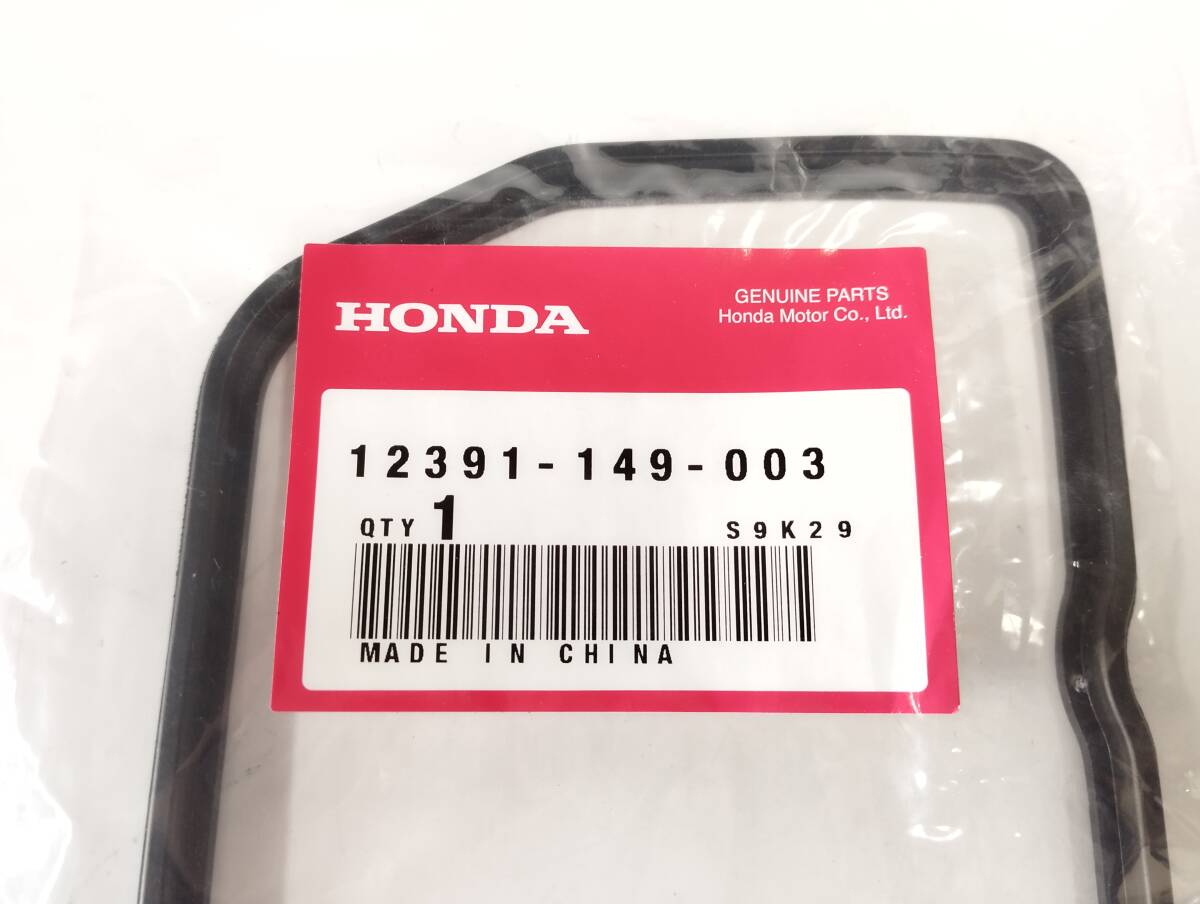 HONDA
GENUINE PARTS
Honda Motor Co., Ltd.
12391-149-003
QTY 1 S9K29
MADE IN CHINA